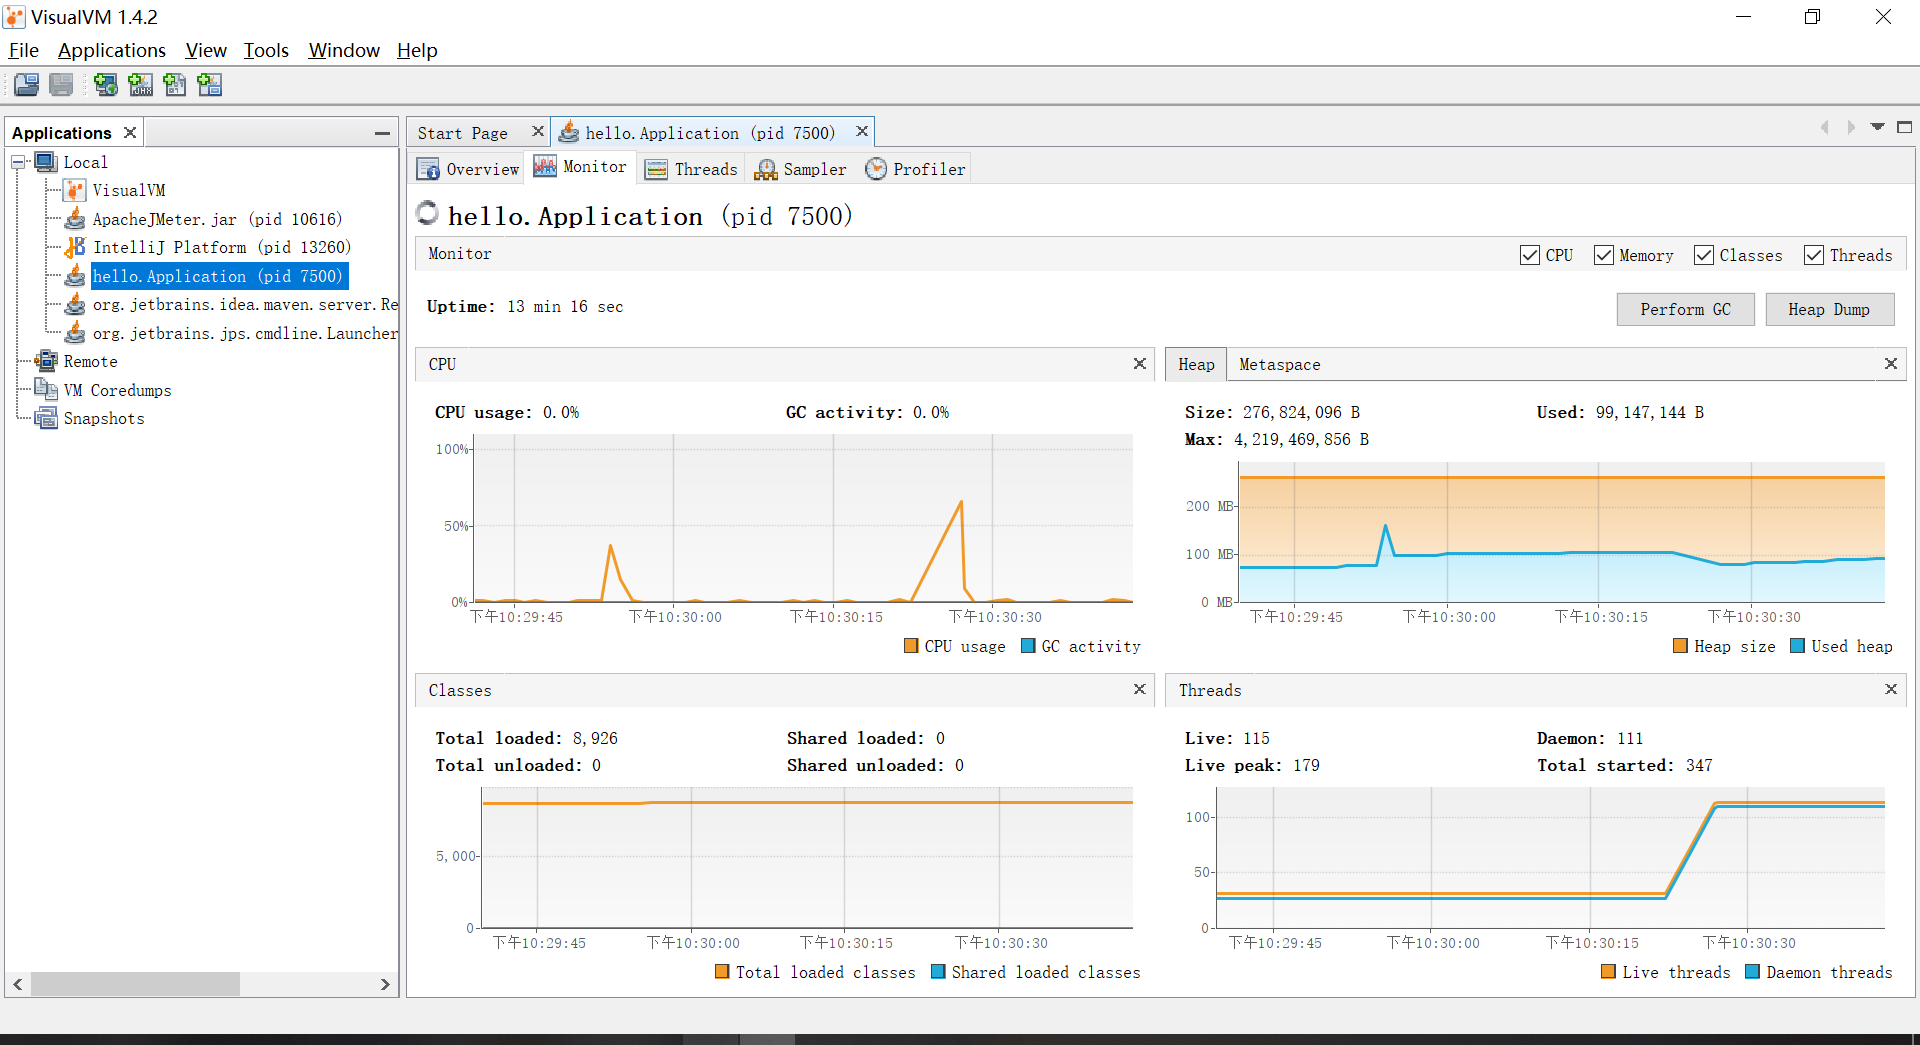 VisualVM 1.4.2
File Applications View Tools Window Help
Applications
Local
VisualVM
ApacheJMeter.jar (pid 10616)
IntelliJ Platform (pid 13260)
hello.Application (pid 7500)
org.jetbrains.idea.maven.server.Re
org.jetbrains.jps.cmdline.Launcher
Remote
VM Coredumps
Snapshots
Start Page hello.Application (pid 7500)
Overview Monitor Threads Sampler Profiler
hello.Application (pid 7500)
Monitor CPU Memory Classes Threads
Uptime: 13 min 16 sec Perform GC Heap Dump
CPU
CPU usage: 0.0% GC activity: 0.0%
100%
50%
0%
下午10:29:45 下午10:30:00 下午10:30:15 下午10:30:30
CPU usage GC activity
Heap Metaspace
Size: 276,824,096 B Used: 99,147,144 B
Max: 4,219,469,856 B
200 MB
100 MB
0 MB
下午10:29:45 下午10:30:00 下午10:30:15 下午10:30:30
Heap size Used heap
Classes
Total loaded: 8,926 Shared loaded: 0
Total unloaded: 0 Shared unloaded: 0
5,000
0
下午10:29:45 下午10:30:00 下午10:30:15 下午10:30:30
Total loaded classes Shared loaded classes
Threads
Live: 115 Daemon: 111
Live peak: 179 Total started: 347
100
50
0
下午10:29:45 下午10:30:00 下午10:30:15 下午10:30:30
Live threads Daemon threads